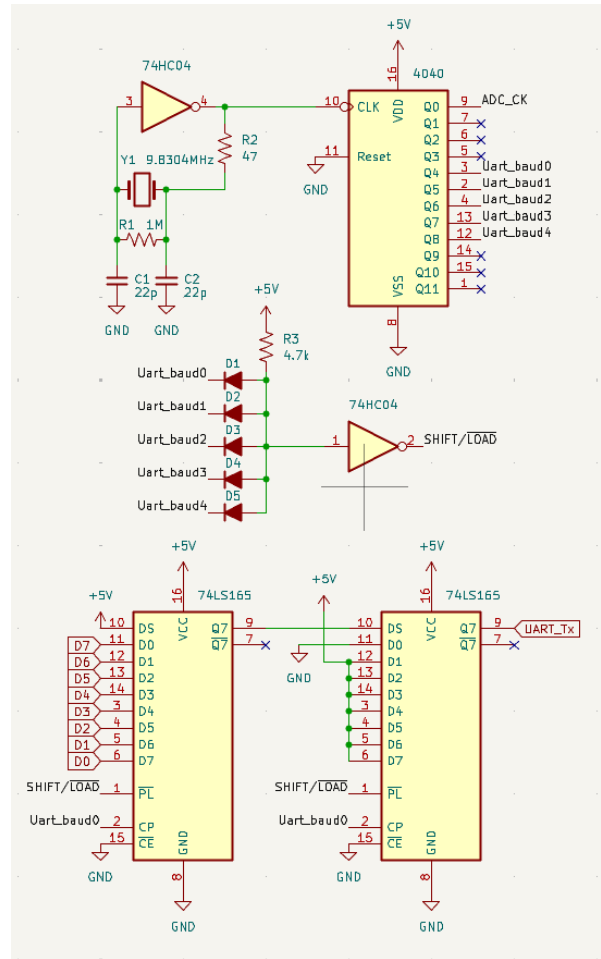 +5V
74HC04
4040
16
3
4
10
CLK
VDD
Q0
9
ADC_CK
Q1
7
Q2
6
Q3
5
R2
47
11
Reset
Q4
3
Uart_baud0
GND
Q5
2
Uart_baud1
Y1
9.8304MHz
Q6
4
Uart_baud2
Q7
13
Uart_baud3
R1
1M
Q8
12
Uart_baud4
Q9
14
Q10
15
VSS
Q11
1
C1
22p
C2
22p
8
GND
GND
GND
+5V
R3
4.7k
Uart_baud0
D1
Uart_baud1
D2
Uart_baud2
D3
Uart_baud3
D4
Uart_baud4
D5
74HC04
1
2
SHIFT/LOAD
+5V
+5V
74LS165
+5V
16
VCC
10
DS
Q7
9
D7
11
D0
Q7
7
D6
12
D1
D5
13
D2
D4
14
D3
D3
3
D4
D2
4
D5
D1
5
D6
D0
6
D7
SHIFT/LOAD
1
PL
Uart_baud0
2
CP
15
CE
GND
GND
8
GND
+5V
74LS165
16
VCC
10
DS
Q7
9
UART_Tx
11
D0
Q7
7
GND
12
D1
13
D2
14
D3
3
D4
4
D5
5
D6
6
D7
SHIFT/LOAD
1
PL
Uart_baud0
2
CP
15
CE
GND
GND
8
GND